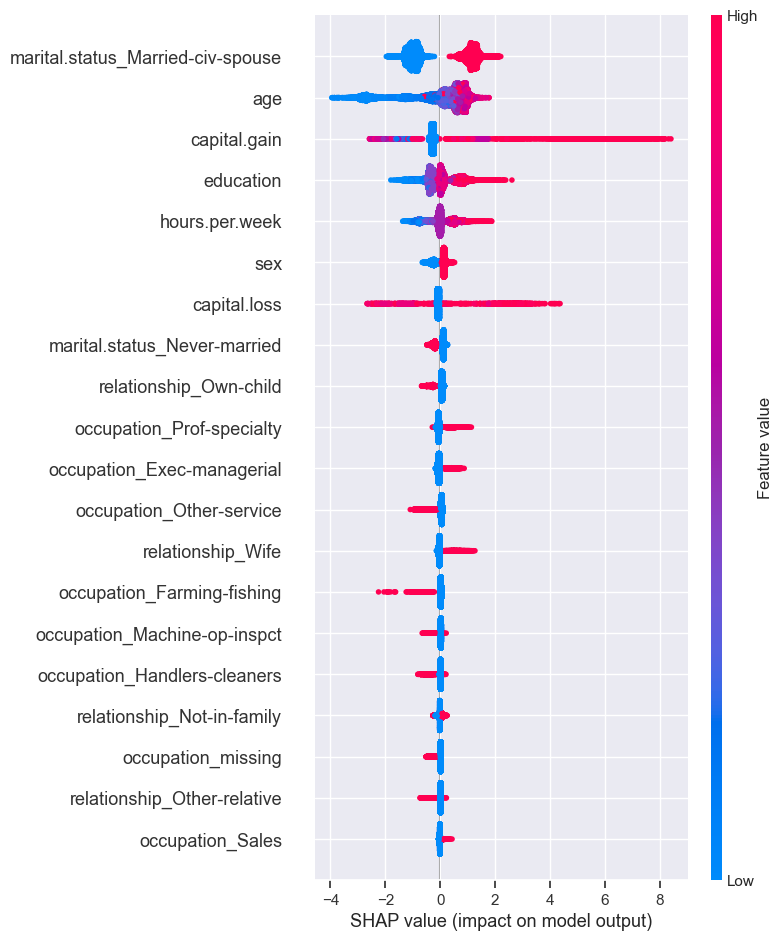 High
marital.status_Married-civ-spouse
age
capital.gain
education
hours.per.week
sex
capital.loss
marital.status_Never-married
relationship_Own-child
occupation_Prof-specialty
occupation_Exec-managerial
occupation_Other-service
relationship_Wife
occupation_Farming-fishing
occupation_Machine-op-inspct
occupation_Handlers-cleaners
relationship_Not-in-family
occupation_missing
relationship_Other-relative
occupation_Sales
Feature value
Low
−4 −2 0 2 4 6 8
SHAP value (impact on model output)